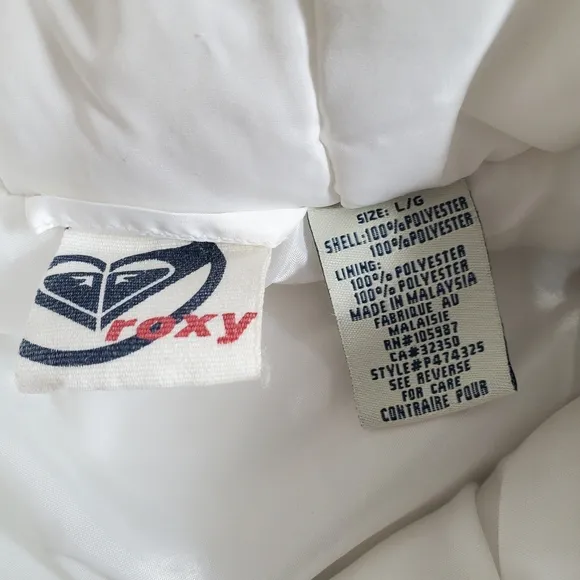 roxy
SIZE: L/G
SHELL:100%POLYESTER
100%POLYESTER
LINING:
100% POLYESTER
100% POLYESTER
MADE IN MALAYSIA
FABRIQUE AU
MALAISIE
RN#105987
CA#32350
STYLE#P474325
SEE REVERSE
FOR CARE
CONTRAIRE POUR